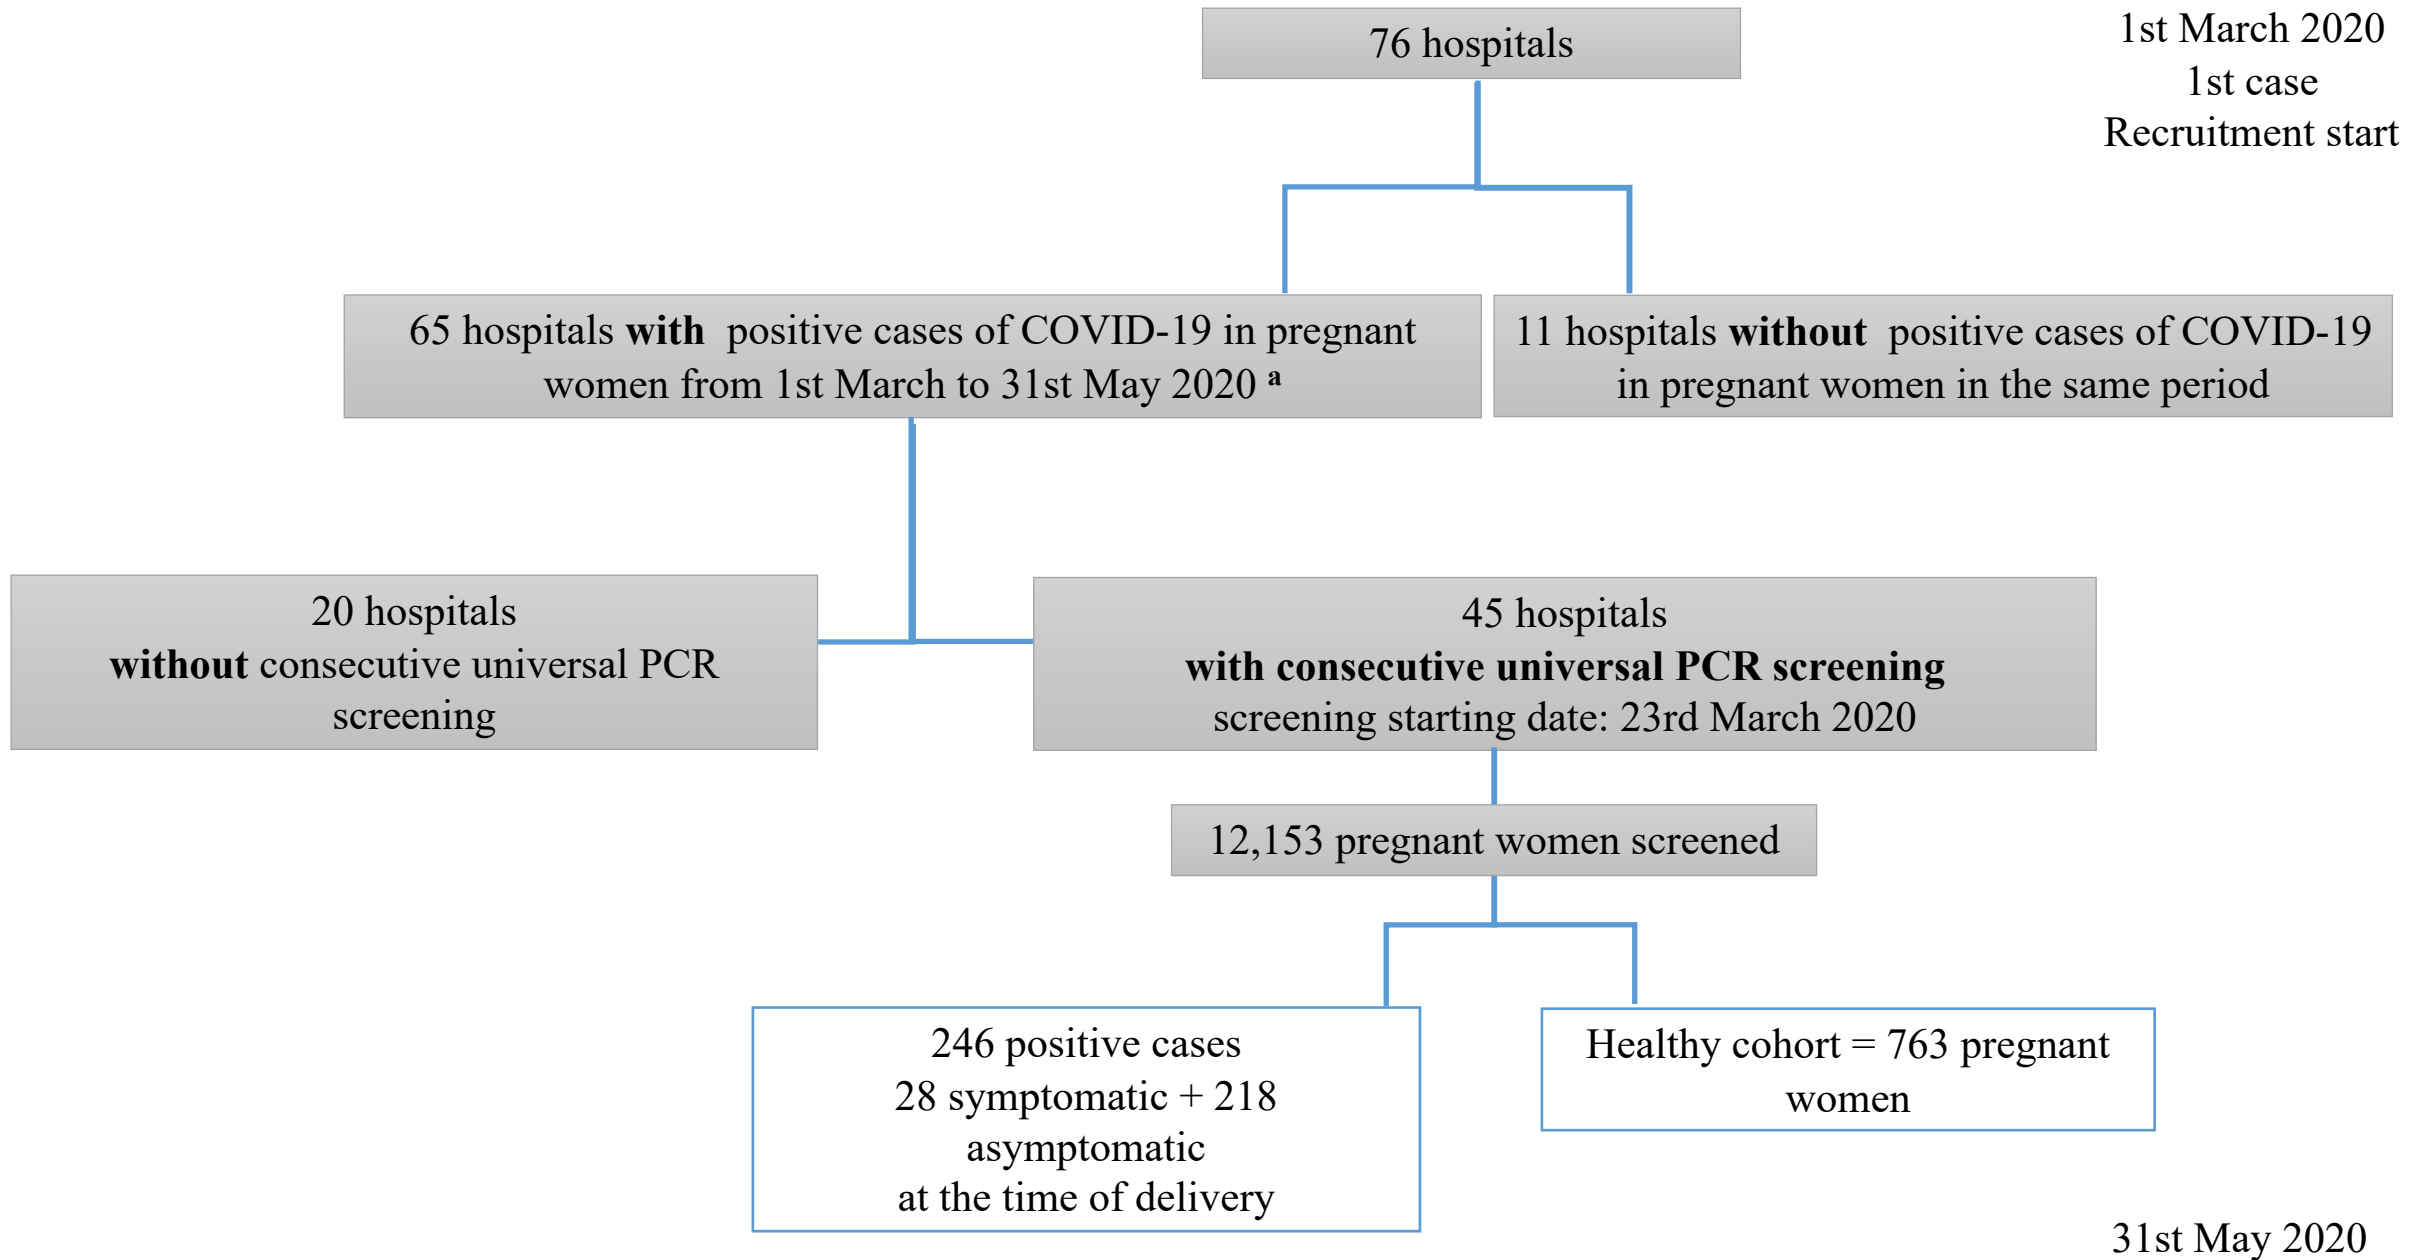 76 hospitals
1st March 2020
1st case
Recruitment start
65 hospitals with positive cases of COVID-19 in pregnant
women from 1st March to 31st May 2020 a
11 hospitals without positive cases of COVID-19
in pregnant women in the same period
20 hospitals
without consecutive universal PCR
screening
45 hospitals
with consecutive universal PCR screening
screening starting date: 23rd March 2020
12,153 pregnant women screened
246 positive cases
28 symptomatic + 218
asymptomatic
at the time of delivery
Healthy cohort = 763 pregnant
women
31st May 2020